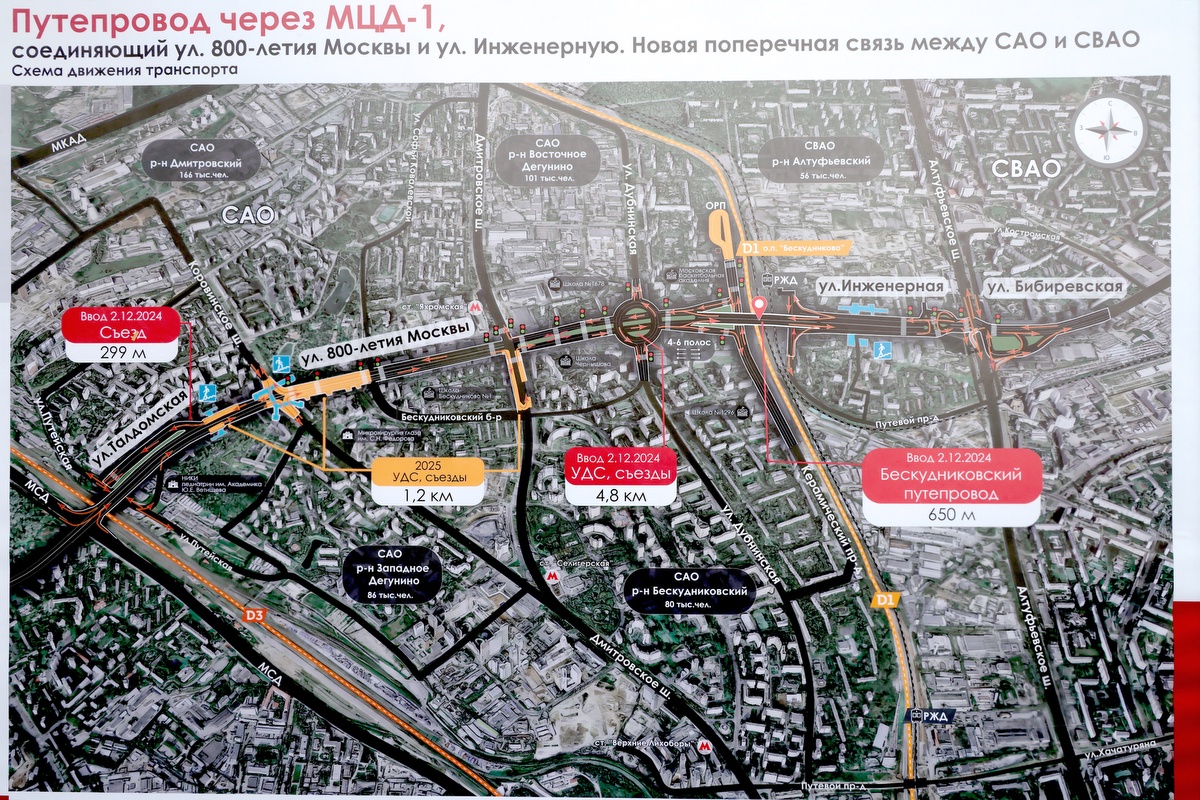 Путепровод через МЦД-1,
соединяющий ул. 800-летия Москвы и ул. Инженерную. Новая поперечная связь между САО и СВАО
Схема движения транспорта
МКАД
САО
р-н Дмитровский
166 тыс.чел.
САО
ул. Софьи Ковалевской
Дмитровское ш.
САО
р-н Восточное
Дегунино
101 тыс.чел.
ул. Дубнинская
СВАО
р-н Алтуфьевский
56 тыс.чел.
Алтуфьевское ш.
СВАО
С
З
В
Ю
ул. Костромская
ОРП
D1 о.п. "Бескудниково"
Коровинское ш.
Школа №1678
Московская
баскетбольная
академия
РЖД
ул.Инженерная
ул. Бибиревская
ст. "Яхромская"
М
Ввод 2.12.2024
Съезд
299 м
ул. 800-летия Москвы
4-6 полос
Школа
Бескудниково №1
Бескудниковский б-р
Школа №1296
Путевой пр-д
ул. Путейская
ул.Талдомская
Микрохирургия глаза
им. С.Н. Федорова
2025
УДС, съезды
1,2 км
Ввод 2.12.2024
УДС, съезды
4,8 км
Ввод 2.12.2024
Бескудниковский
путепровод
650 м
НИКИ
педиатрии им. Академика
Ю.Е. Вельтищева
МСД
Керамический пр-д
ул. Дубнинская
ул.Путейская
САО
р-н Западное
Дегунино
86 тыс.чел.
ст. "Селигерская"
М
САО
р-н Бескудниковский
80 тыс.чел.
D1
D3
Алтуфьевское ш.
Дмитровское ш.
МСД
РЖД
ст. "Верхние Лихоборы"
М
ул.Хачатуряна
Путевой пр-д